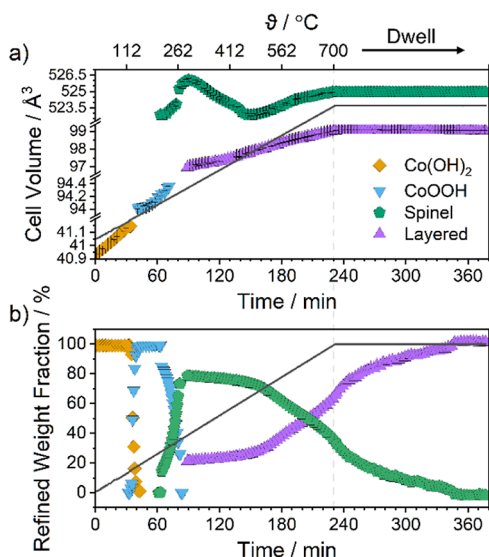 ϑ / °C
112 262 412 562 700 Dwell
a)
526.5
525
523.5
99
98
97
94.4
94.2
94
41.1
41
40.9
Cell Volume / Å³
Co(OH)₂
CoOOH
Spinel
Layered
0 60 120 180 240 300 360
Time / min
b)
100
80
60
40
20
0
Refined Weight Fraction / %
0 60 120 180 240 300 360
Time / min